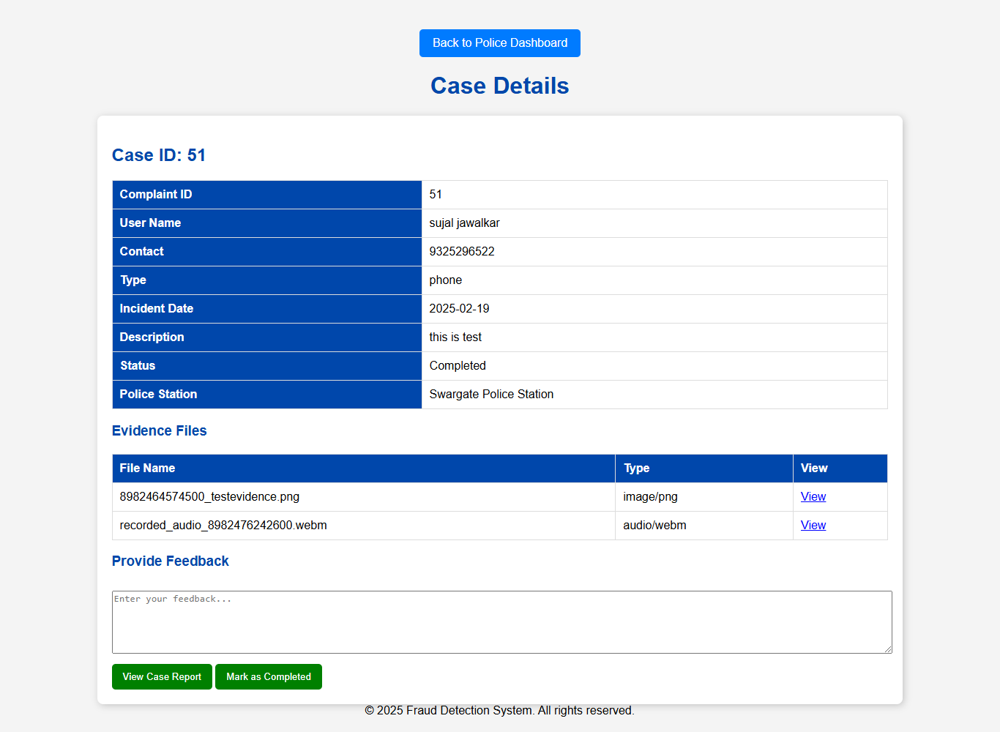 Back to Police Dashboard
Case Details
Case ID: 51
Complaint ID 51
User Name sujal jawalkar
Contact 9325296522
Type phone
Incident Date 2025-02-19
Description this is test
Status Completed
Police Station Swargate Police Station
Evidence Files
File Name Type View
8982464574500_testevidence.png image/png View
recorded_audio_8982476242600.webm audio/webm View
Provide Feedback
Enter your feedback...
View Case Report Mark as Completed
© 2025 Fraud Detection System. All rights reserved.